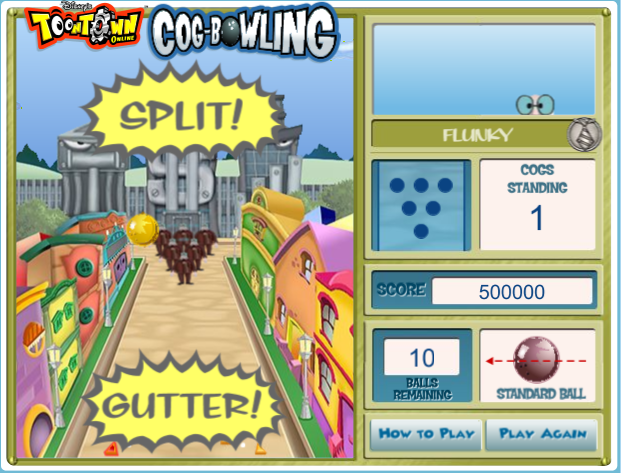 Disney's
TOONTOWN
ONLINE
COG-BOWLING
SPLIT!
GUTTER!
FLUNKY
COGS
STANDING
1
SCORE
500000
10
BALLS
REMAINING
STANDARD BALL
HOW TO PLAY
PLAY AGAIN